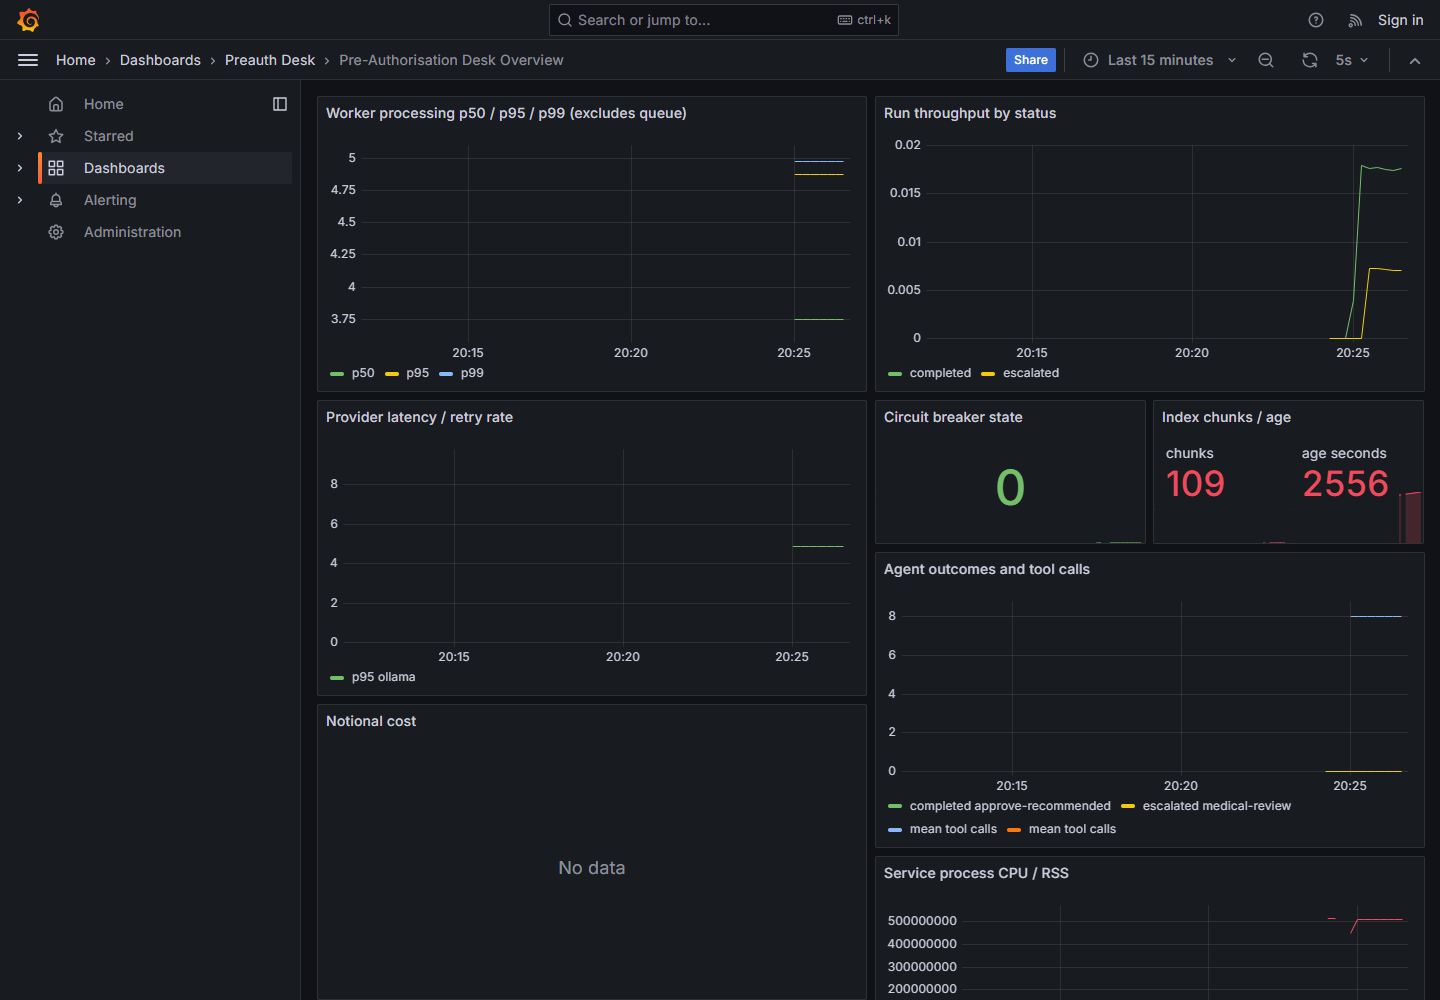 Search or jump to...
ctrl+k
Sign in
Home › Dashboards › Preauth Desk › Pre-Authorisation Desk Overview
Share
Last 15 minutes
5s
Home
Starred
Dashboards
Alerting
Administration
Worker processing p50 / p95 / p99 (excludes queue)
5
4.75
4.5
4.25
4
3.75
20:15 20:20 20:25
p50 p95 p99
Run throughput by status
0.02
0.015
0.01
0.005
0
20:15 20:20 20:25
completed escalated
Provider latency / retry rate
8
6
4
2
0
20:15 20:20 20:25
p95 ollama
Circuit breaker state
0
Index chunks / age
chunks age seconds
109 2556
Agent outcomes and tool calls
8
6
4
2
0
20:15 20:20 20:25
completed approve-recommended escalated medical-review
mean tool calls mean tool calls
Notional cost
No data
Service process CPU / RSS
500000000
400000000
300000000
200000000